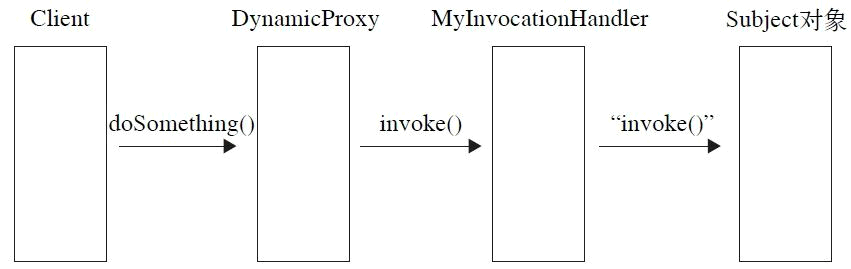 Client
DynamicProxy
MyInvocationHandler
Subject对象
doSomething()
invoke()
“invoke()”